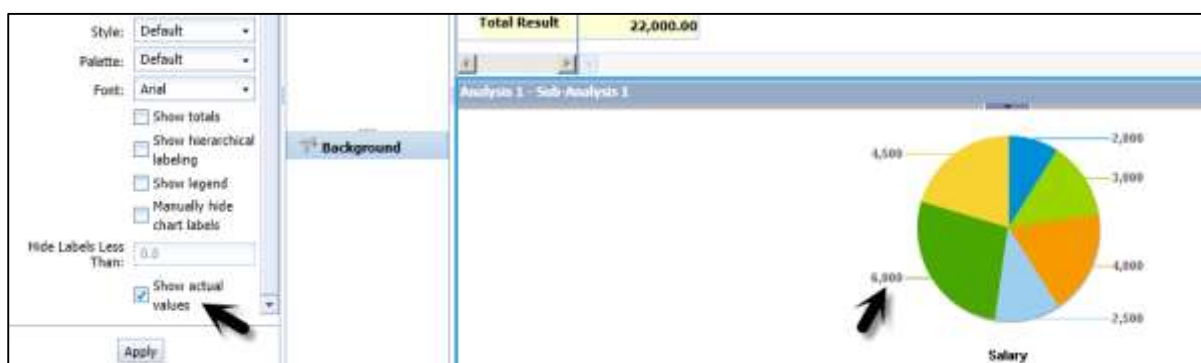 Style: Default
Palette: Default
Font: Arial
Show totals
Show hierarchical
labeling
Show legend
Manually hide
chart labels
Hide Labels Less
Than: 0.0
Show actual
values
Apply
Background
Total Result 22,000.00
Analysis 1 - Sub-Analysis 1
2,000
4,500
3,000
4,000
6,000
2,500
Salary